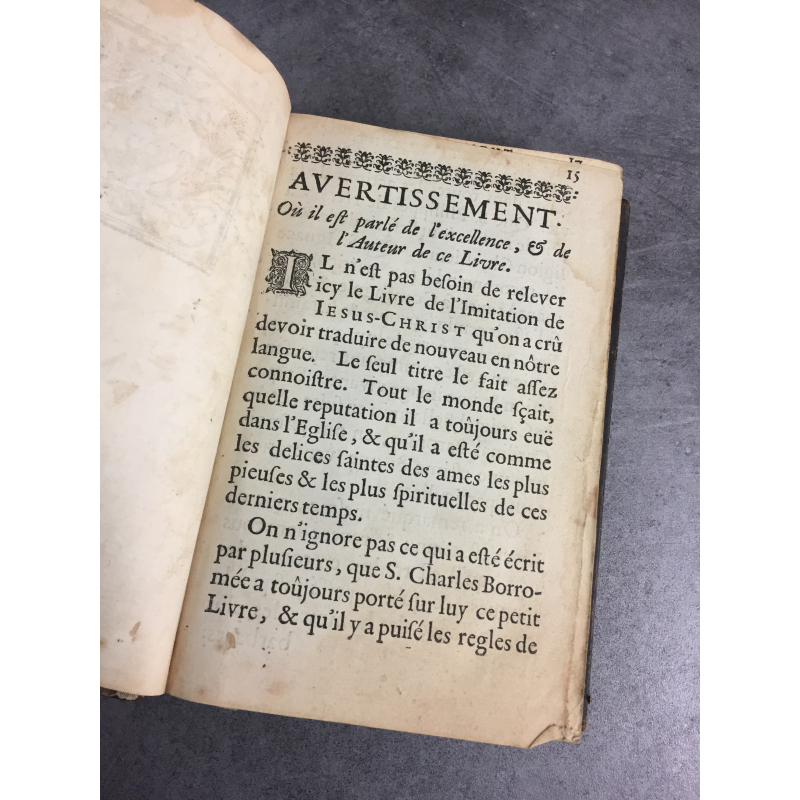 17
15
AVERTISSEMENT.
Où il eſt parlé de l'excellence, & de
l'Auteur de ce Livre.
IL n'eſt pas beſoin de relever
icy le Livre de l'Imitation de
JESUS-CHRIST qu'on a crû
devoir traduire de nouveau en nôtre
langue. Le ſeul titre le fait aſſez
connoiſtre. Tout le monde ſçait,
quelle reputation il a toûjours euë
dans l'Egliſe, & qu'il a eſté comme
les delices ſaintes des ames les plus
pieuſes & les plus ſpirituelles de ces
derniers temps.
On n'ignore pas ce qui a eſté écrit
par pluſieurs, que S. Charles Borro-
mée a toûjours porté ſur luy ce petit
Livre, & qu'il y a puiſé les regles de